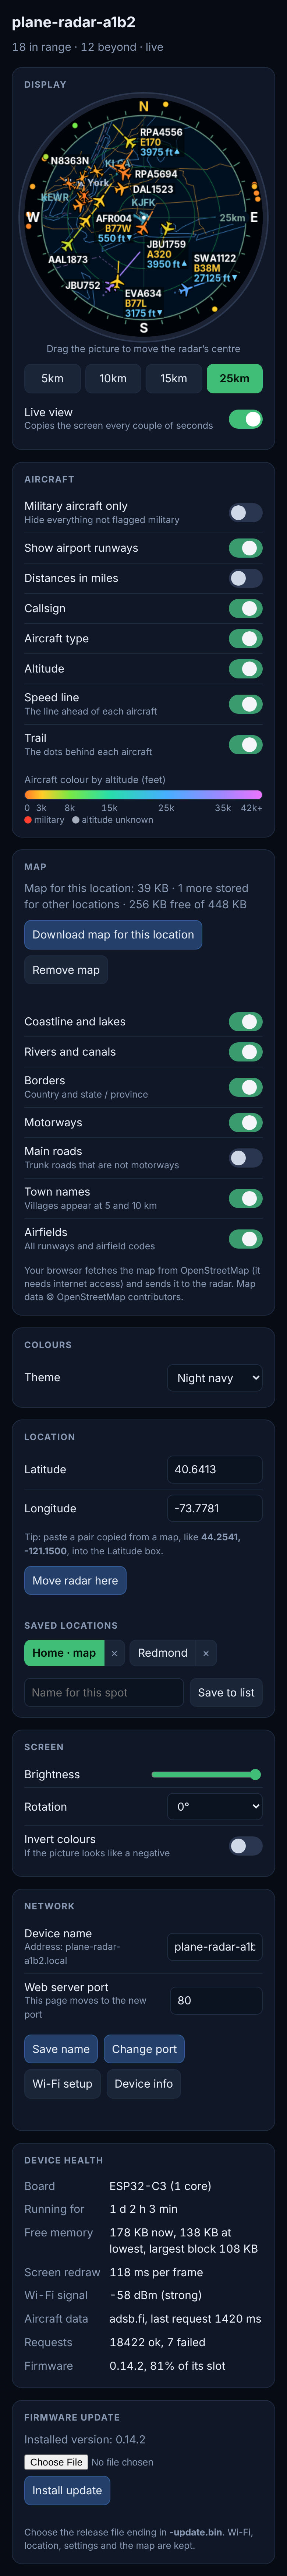 plane-radar-a1b2
18 in range · 12 beyond · live
DISPLAY
N
RPA4556
E170
3975 ft▲
N8363N
KLGA
RPA5694
York
DAL1523
KEWR
KJFK
W
AFR004
25km
E
B77W
550 ft▼
JBU1759
A320
3950 ft▲
AAL1873
SWA1122
B38M
27125 ft▼
JBU752
EVA634
B77L
3175 ft▼
S
Drag the picture to move the radar's centre
5km
10km
15km
25km
Live view
Copies the screen every couple of seconds
AIRCRAFT
Military aircraft only
Hide everything not flagged military
Show airport runways
Distances in miles
Callsign
Aircraft type
Altitude
Speed line
The line ahead of each aircraft
Trail
The dots behind each aircraft
Aircraft colour by altitude (feet)
0 3k 8k 15k 25k 35k 42k+
military altitude unknown
MAP
Map for this location: 39 KB · 1 more stored
for other locations · 256 KB free of 448 KB
Download map for this location
Remove map
Coastline and lakes
Rivers and canals
Borders
Country and state / province
Motorways
Main roads
Trunk roads that are not motorways
Town names
Villages appear at 5 and 10 km
Airfields
All runways and airfield codes
Your browser fetches the map from OpenStreetMap (it
needs internet access) and sends it to the radar. Map
data © OpenStreetMap contributors.
COLOURS
Theme
Night navy
LOCATION
Latitude
40.6413
Longitude
-73.7781
Tip: paste a pair copied from a map, like 44.2541,
-121.1500, into the Latitude box.
Move radar here
SAVED LOCATIONS
Home · map ×
Redmond ×
Name for this spot
Save to list
SCREEN
Brightness
Rotation
0°
Invert colours
If the picture looks like a negative
NETWORK
Device name
Address: plane-radar-
a1b2.local
plane-radar-a1b
Web server port
This page moves to the new
port
80
Save name
Change port
Wi-Fi setup
Device info
DEVICE HEALTH
Board ESP32-C3 (1 core)
Running for 1 d 2 h 3 min
Free memory 178 KB now, 138 KB at
lowest, largest block 108 KB
Screen redraw 118 ms per frame
Wi-Fi signal -58 dBm (strong)
Aircraft data adsb.fi, last request 1420 ms
Requests 18422 ok, 7 failed
Firmware 0.14.2, 81% of its slot
FIRMWARE UPDATE
Installed version: 0.14.2
Choose File No file chosen
Install update
Choose the release file ending in -update.bin. Wi-Fi,
location, settings and the map are kept.